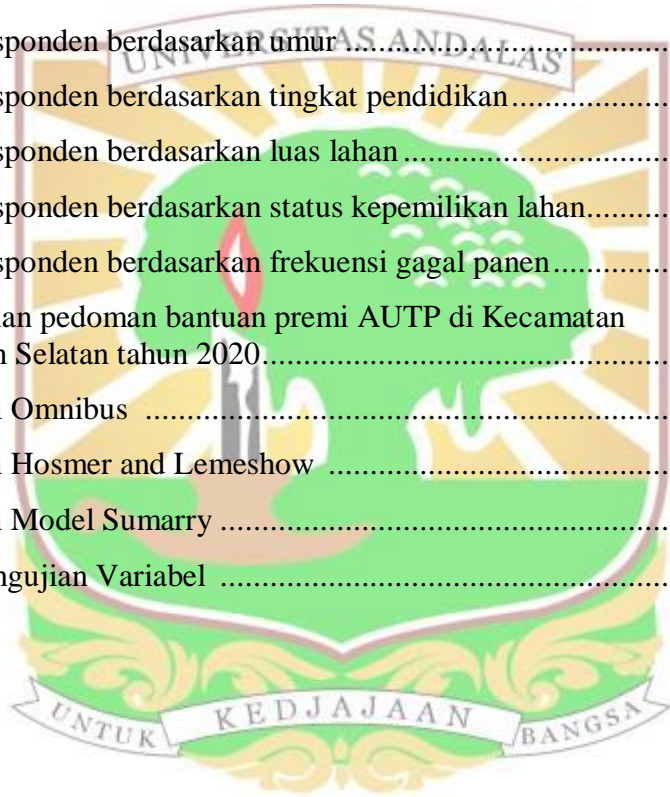 UNIVERSITAS ANDALAS
sponden berdasarkan umur ....................................
sponden berdasarkan tingkat pendidikan....................
sponden berdasarkan luas lahan ..................................
sponden berdasarkan status kepemilikan lahan...........
sponden berdasarkan frekuensi gagal panen...............
an pedoman bantuan premi AUTP di Kecamatan
n Selatan tahun 2020....................................................
i Omnibus ....................................................................
i Hosmer and Lemeshow ............................................
i Model Sumarry .........................................................
ngujian Variabel .........................................................
UNTUK KEDJAJAAN BANGSA